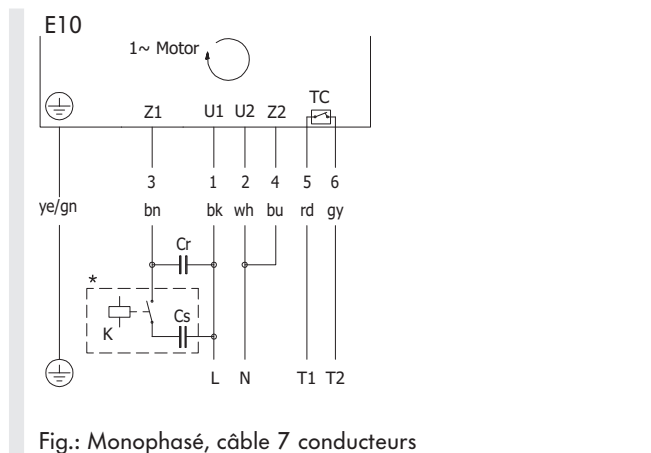 E10
1~ Motor
TC
Z1 U1 U2 Z2
3 1 2 4 5 6
ye/gn bn bk wh bu rd gy
Cr
*
K Cs
L N T1 T2
Fig.: Monophasé, câble 7 conducteurs